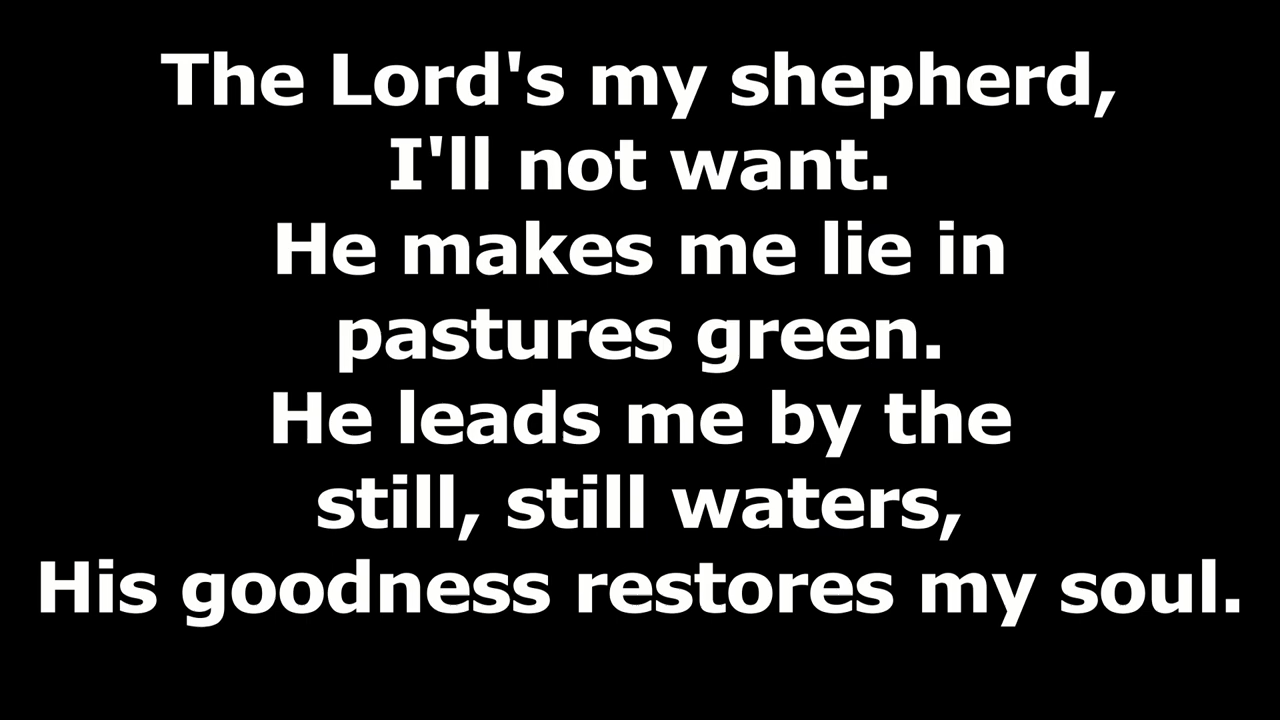 The Lord's my shepherd,
I'll not want.
He makes me lie in
pastures green.
He leads me by the
still, still waters,
His goodness restores my soul.